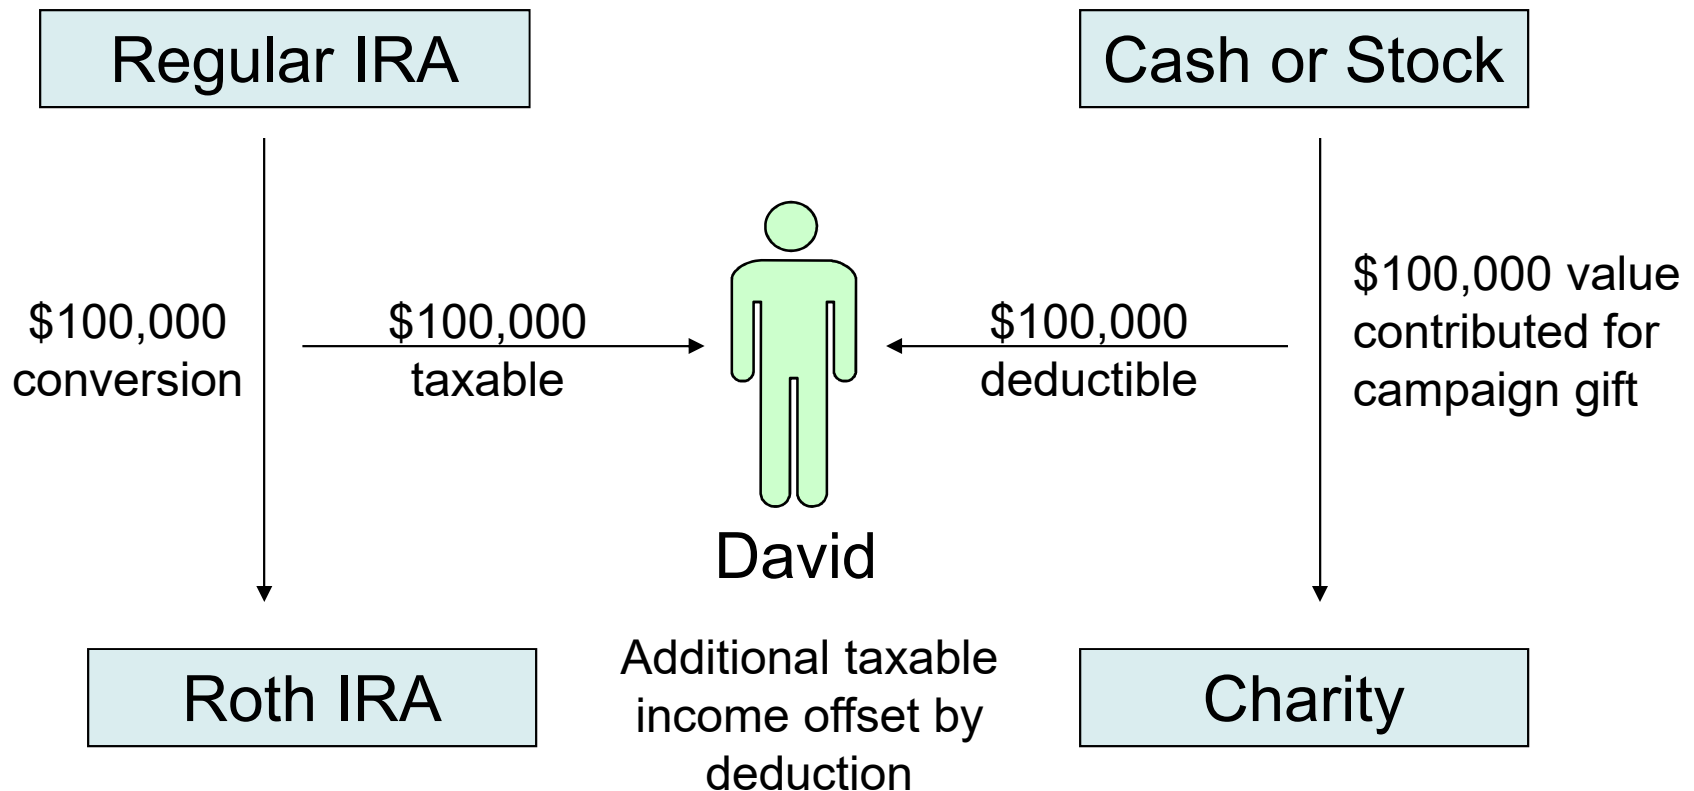 Regular IRA
Cash or Stock
$100,000
conversion
$100,000
taxable
$100,000
deductible
$100,000 value
contributed for
campaign gift
David
Roth IRA
Additional taxable
income offset by
deduction
Charity